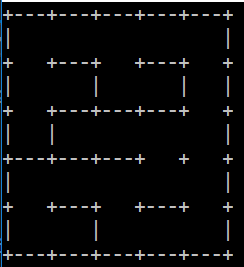 +---+---+---+---+---+
|                   |
+   +---+   +---+   +
|       |       |   |
+   +---+---+---+   +
|   |               |
+---+---+---+   +   +
|                   |
+   +---+   +---+   +
|       |           |
+---+---+---+---+---+